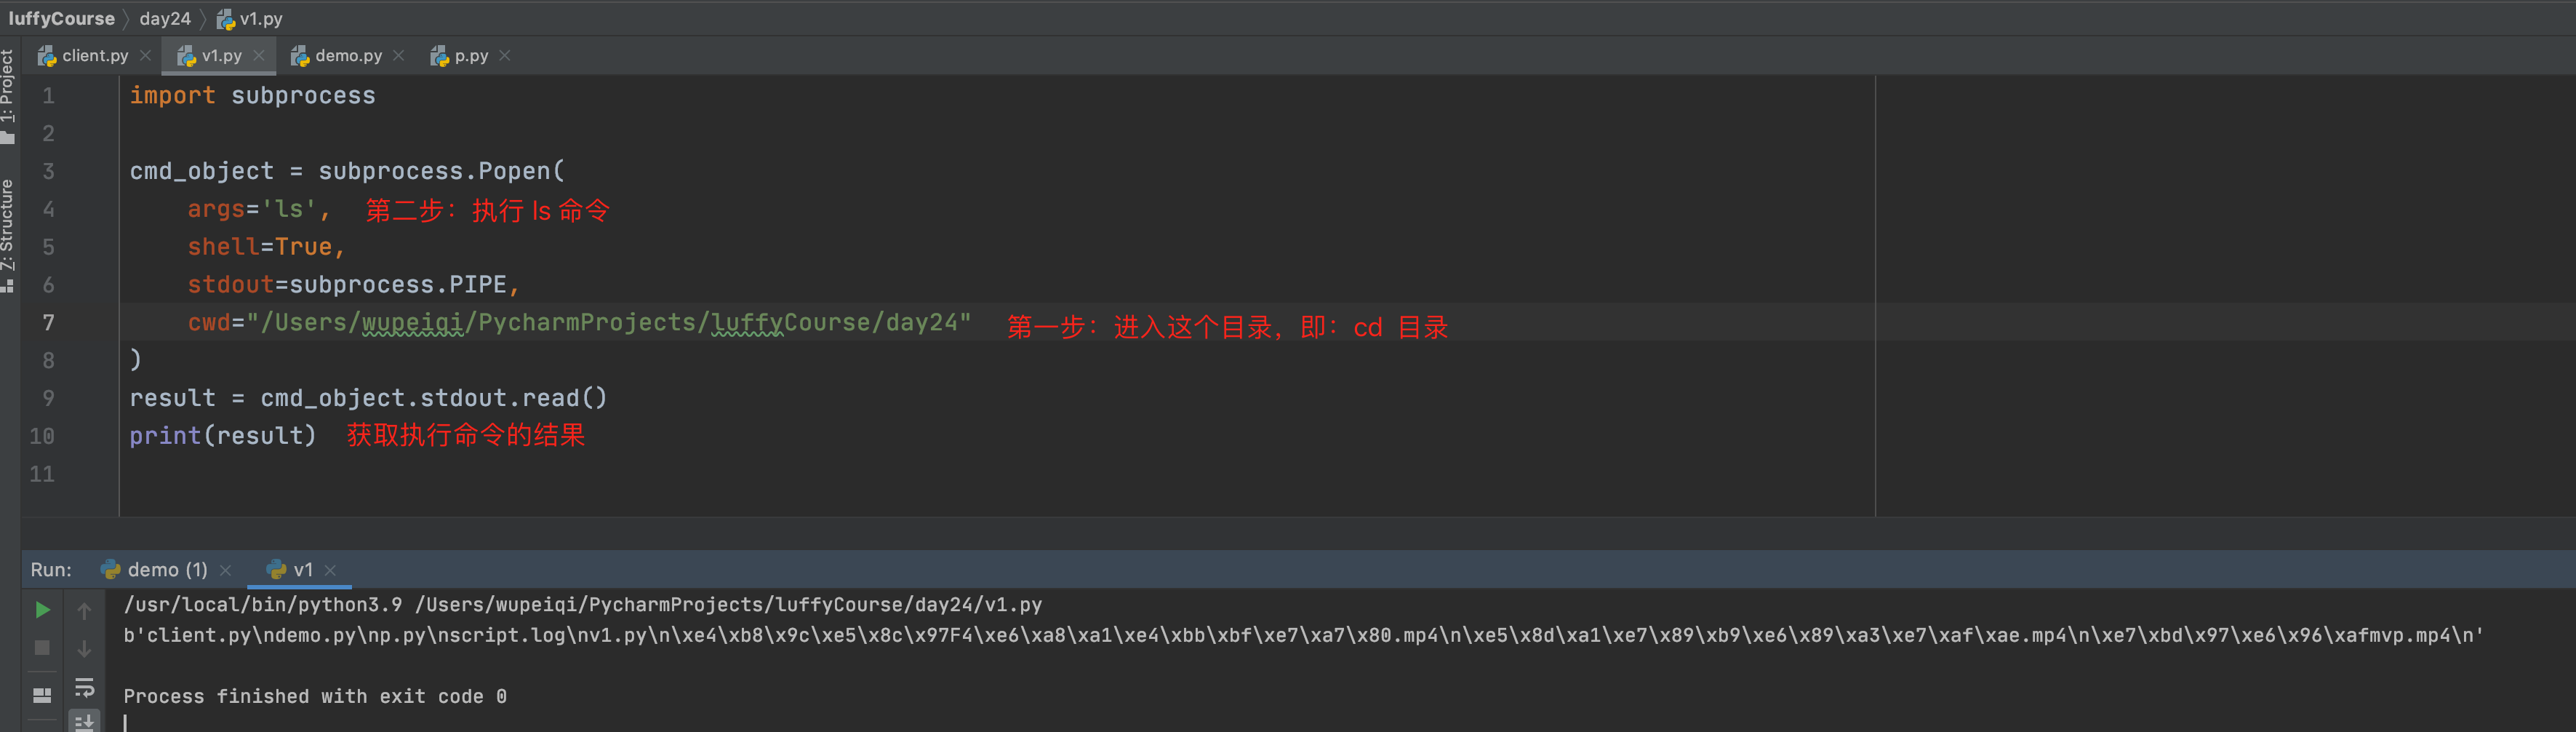 luffyCourse 〉 day24 〉 v1.py
client.py × v1.py × demo.py × p.py ×
1: Project
7: Structure
1 import subprocess
2
3 cmd_object = subprocess.Popen(
4 args='ls', 第二步：执行 ls 命令
5 shell=True,
6 stdout=subprocess.PIPE,
7 cwd="/Users/wupeiqi/PycharmProjects/luffyCourse/day24" 第一步：进入这个目录，即：cd 目录
8 )
9 result = cmd_object.stdout.read()
10 print(result) 获取执行命令的结果
11
Run: demo (1) × v1 ×
/usr/local/bin/python3.9 /Users/wupeiqi/PycharmProjects/luffyCourse/day24/v1.py
b'client.py\ndemo.py\np.py\nscript.log\nv1.py\n\xe4\xb8\x9c\xe5\x8c\x97F4\xe6\xa8\xa1\xe4\xbb\xbf\xe7\xa7\x80.mp4\n\xe5\x8d\xa1\xe7\x89\xb9\xe6\x89\xa3\xe7\xaf\xae.mp4\n\xe7\xbd\x97\xe6\x96\xafmvp.mp4\n'
Process finished with exit code 0